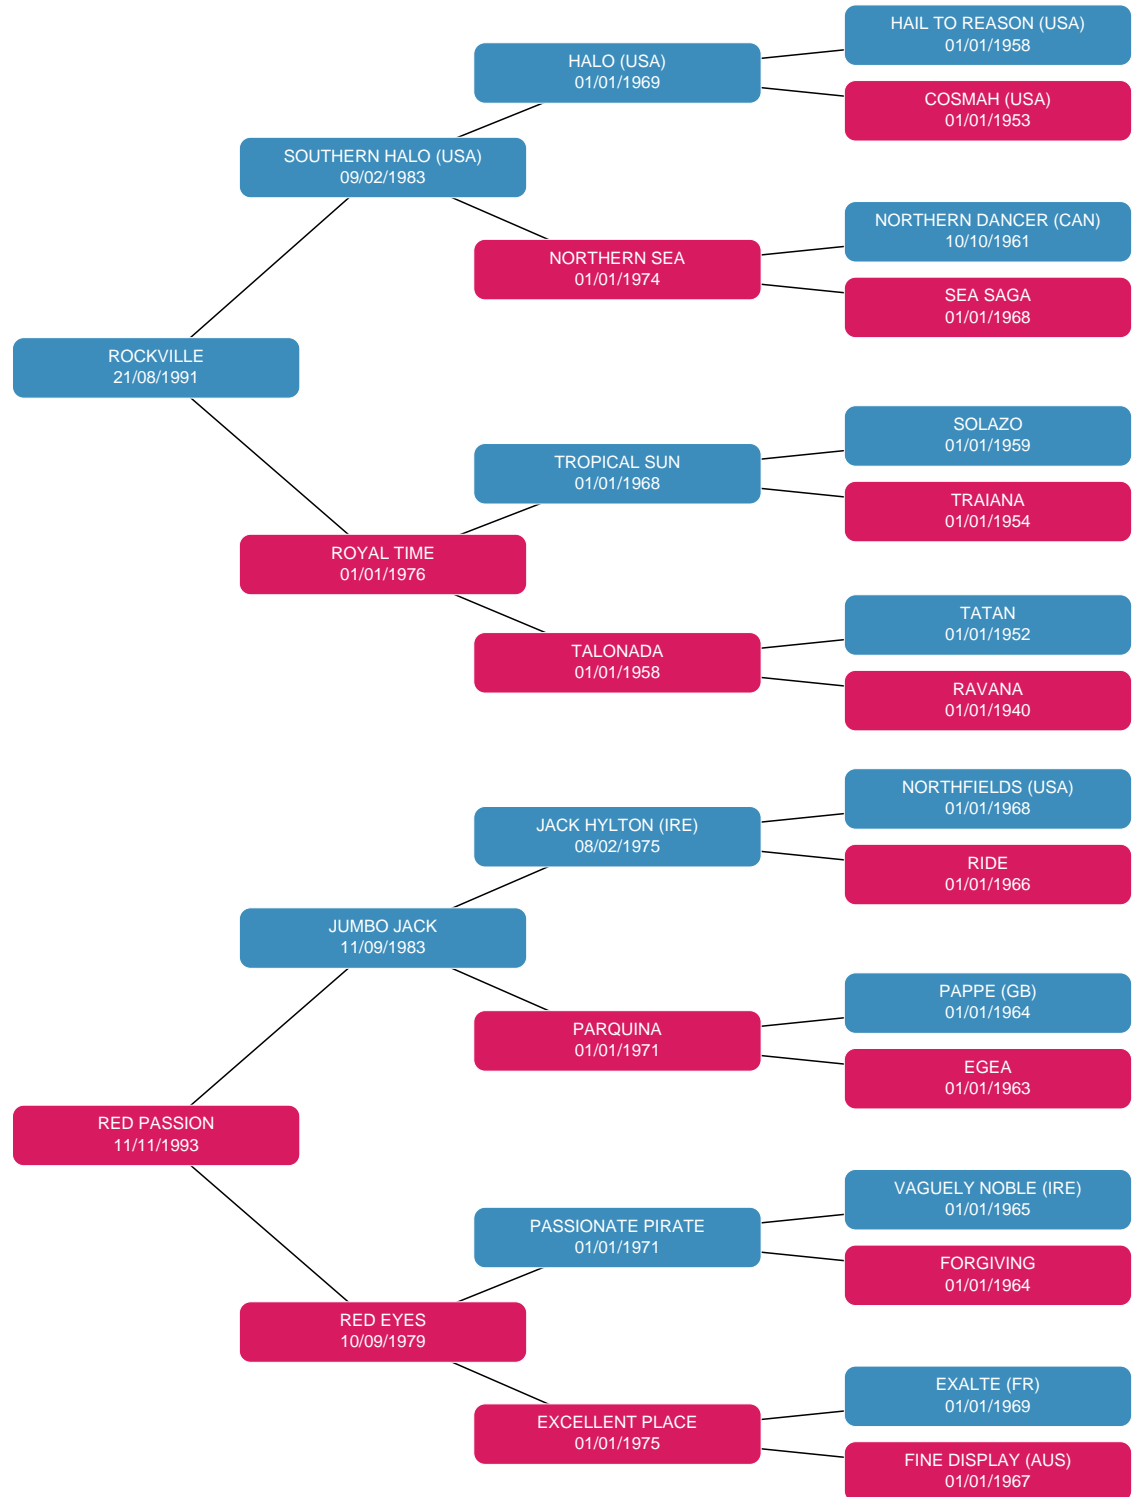 HAIL TO REASON (USA)
01/01/1958
HALO (USA)
01/01/1969
COSMAH (USA)
01/01/1953
SOUTHERN HALO (USA)
09/02/1983
NORTHERN DANCER (CAN)
10/10/1961
NORTHERN SEA
01/01/1974
SEA SAGA
01/01/1968
ROCKVILLE
21/08/1991
SOLAZO
01/01/1959
TROPICAL SUN
01/01/1968
TRAIANA
01/01/1954
ROYAL TIME
01/01/1976
TATAN
01/01/1952
TALONADA
01/01/1958
RAVANA
01/01/1940
NORTHFIELDS (USA)
01/01/1968
JACK HYLTON (IRE)
08/02/1975
RIDE
01/01/1966
JUMBO JACK
11/09/1983
PAPPE (GB)
01/01/1964
PARQUINA
01/01/1971
EGEA
01/01/1963
RED PASSION
11/11/1993
VAGUELY NOBLE (IRE)
01/01/1965
PASSIONATE PIRATE
01/01/1971
FORGIVING
01/01/1964
RED EYES
10/09/1979
EXALTE (FR)
01/01/1969
EXCELLENT PLACE
01/01/1975
FINE DISPLAY (AUS)
01/01/1967